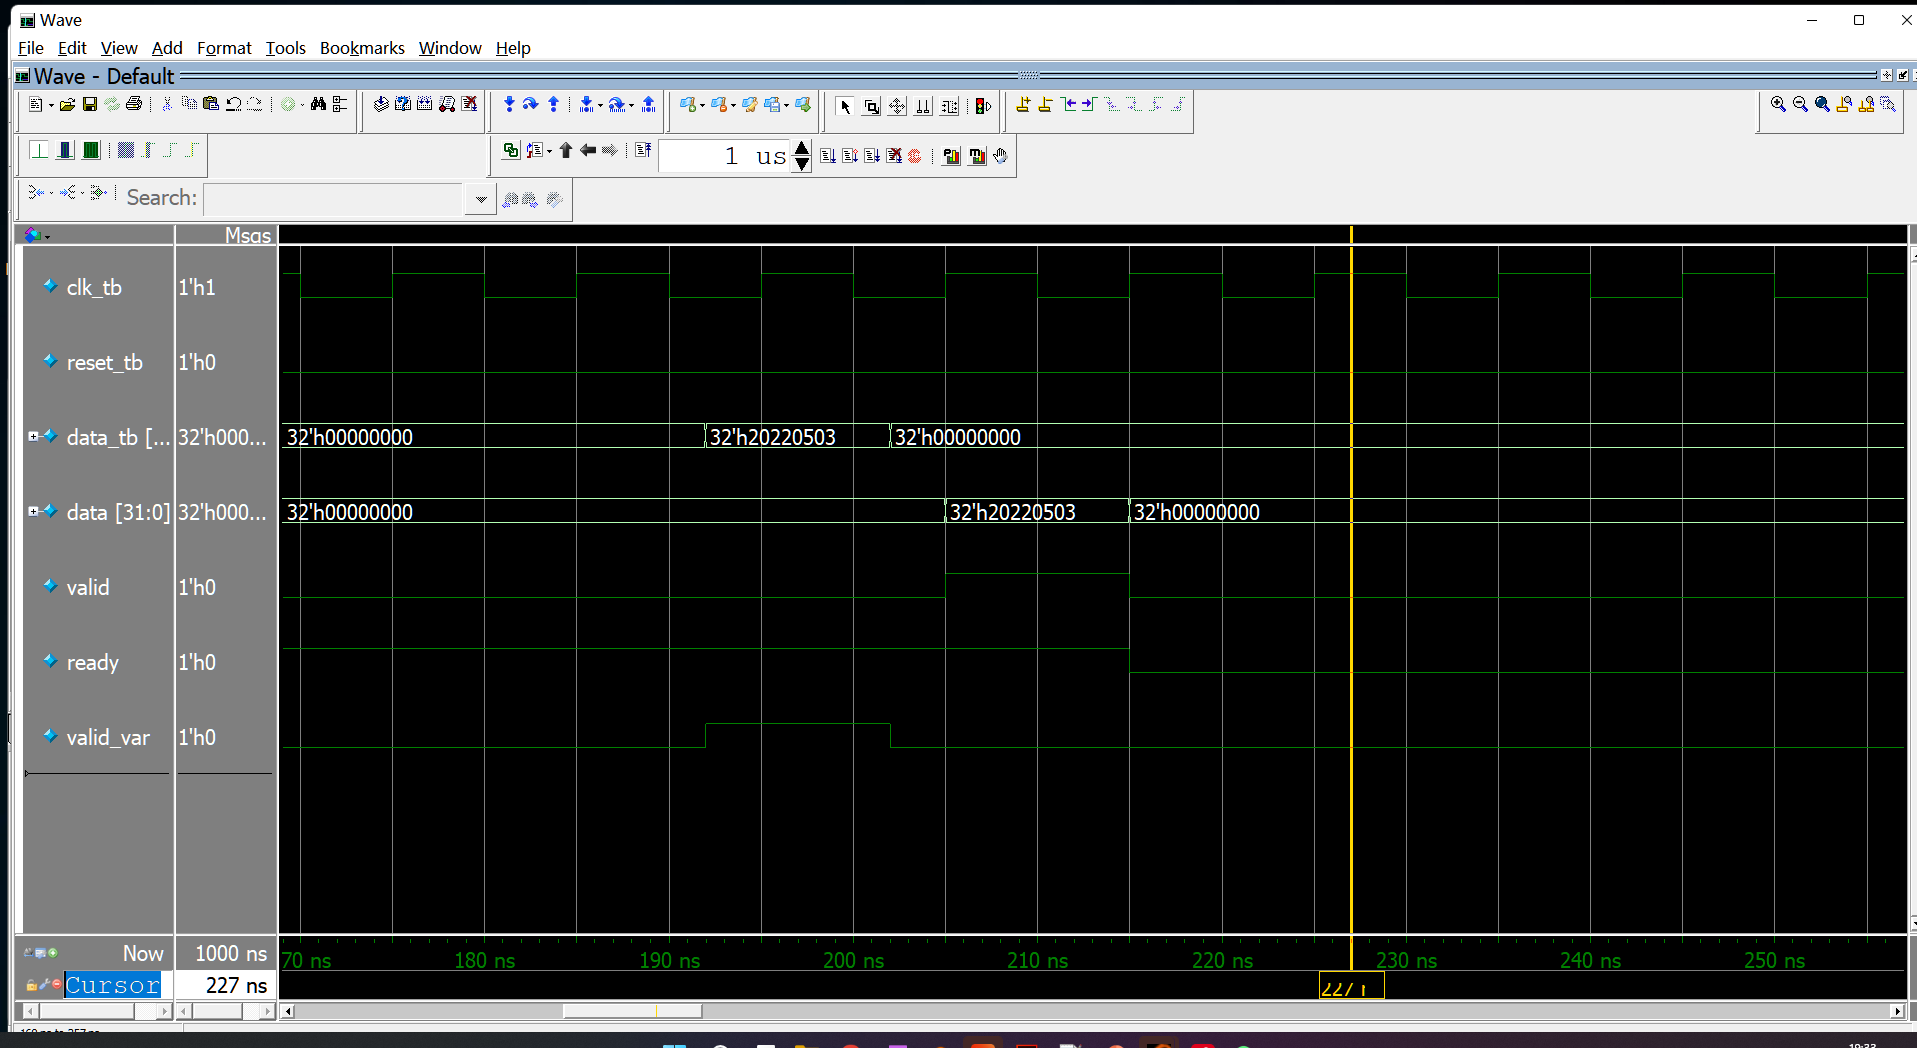 Wave
File Edit View Add Format Tools Bookmarks Window Help
Wave - Default
1 us
Search:
Msgs
clk_tb 1'h1
reset_tb 1'h0
data_tb [... 32'h000... 32'h00000000 32'h20220503 32'h00000000
data [31:0] 32'h000... 32'h00000000 32'h20220503 32'h00000000
valid 1'h0
ready 1'h0
valid_var 1'h0
Now 1000 ns 70 ns 180 ns 190 ns 200 ns 210 ns 220 ns 230 ns 240 ns 250 ns
Cursor 227 ns